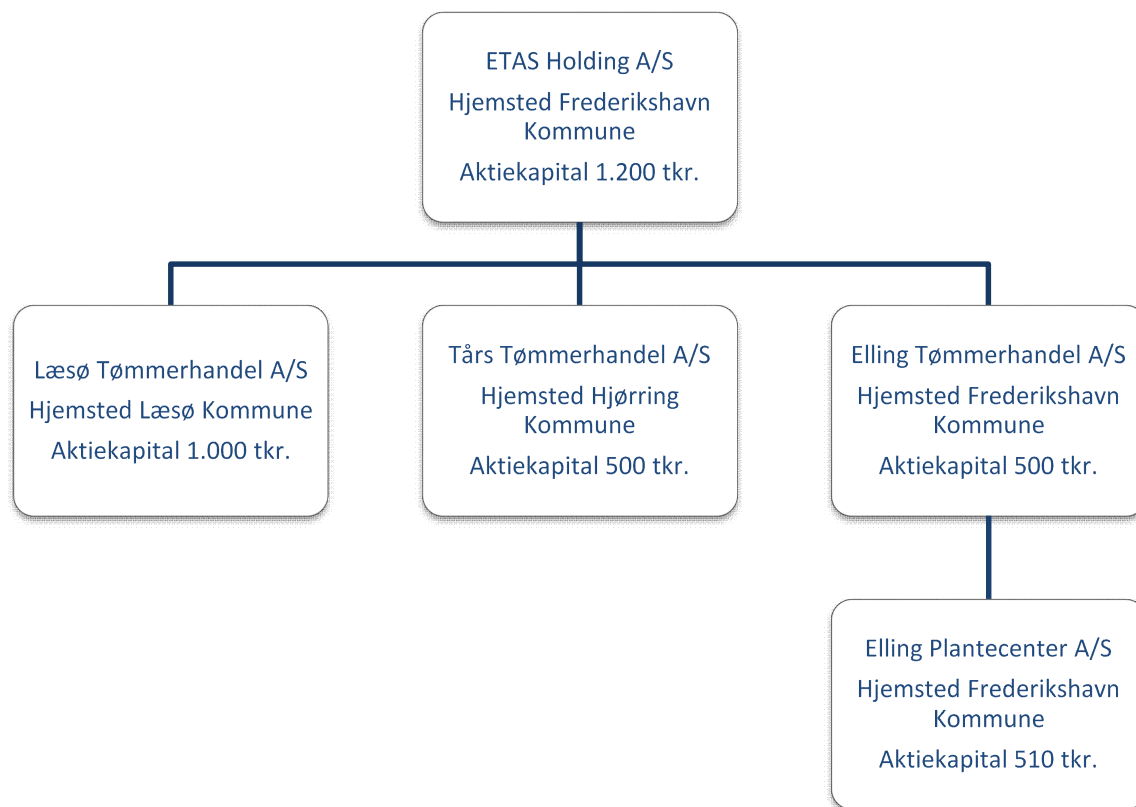 ETAS Holding A/S
Hjemsted Frederikshavn
Kommune
Aktiekapital 1.200 tkr.
Læsø Tømmerhandel A/S
Hjemsted Læsø Kommune
Aktiekapital 1.000 tkr.
Tårs Tømmerhandel A/S
Hjemsted Hjørring
Kommune
Aktiekapital 500 tkr.
Elling Tømmerhandel A/S
Hjemsted Frederikshavn
Kommune
Aktiekapital 500 tkr.
Elling Plantecenter A/S
Hjemsted Frederikshavn
Kommune
Aktiekapital 510 tkr.